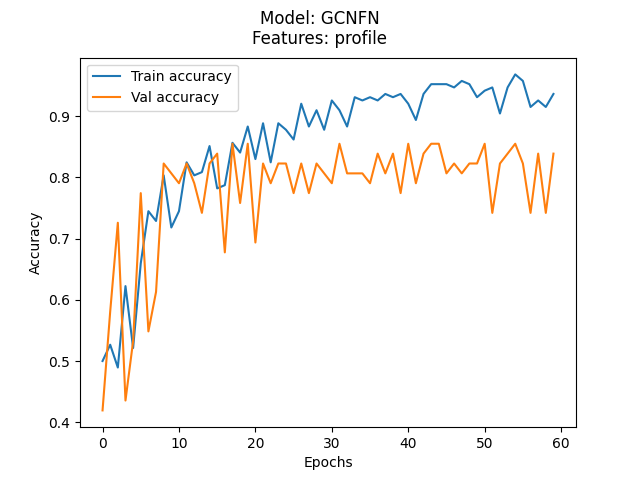 Model: GCNFN
Features: profile
Train accuracy
Val accuracy
0.9
0.8
0.7
0.6
0.5
0.4
Accuracy
0 10 20 30 40 50 60
Epochs